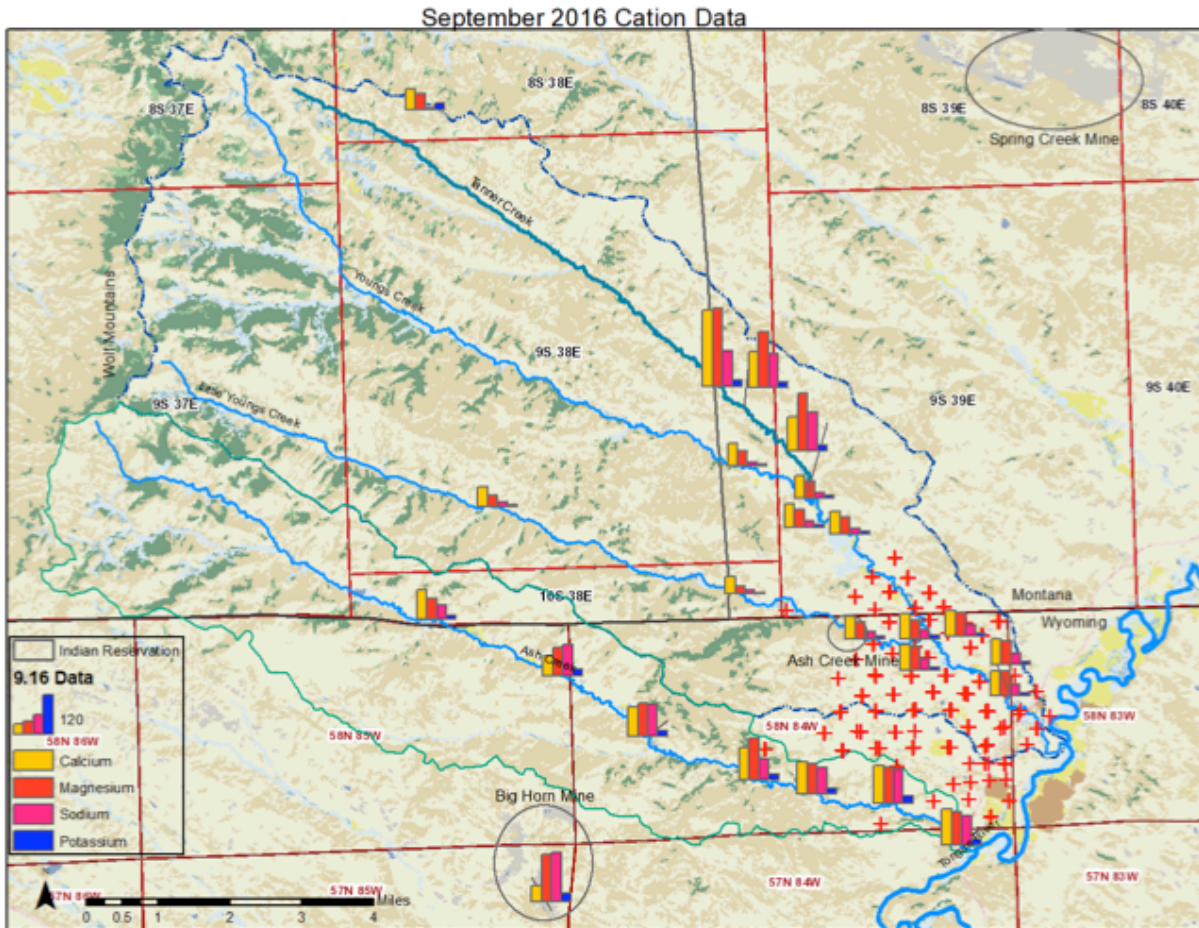 September 2016 Cation Data
8S 37E
8S 38E
8S 39E
8S 40E
Spring Creek Mine
Tanner Creek
Wolf Mountains
Youngs Creek
9S 38E
9S 37E
Little Youngs Creek
9S 39E
9S 40E
10S 38E
Montana
Wyoming
Ash Creek Mine
Ash Creek
Indian Reservation
9.16 Data
120
58N 86W
58N 85W
58N 84W
58N 83W
Calcium
Magnesium
Sodium
Potassium
Big Horn Mine
57N 86W
57N 85W
57N 84W
57N 83W
0 0.5 1 2 3 4 Miles